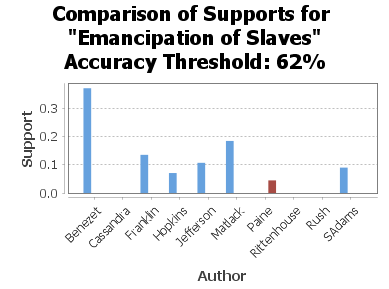 Comparison of Supports for
"Emancipation of Slaves"
Accuracy Threshold: 62%
Support
0.3
0.2
0.1
0.0
Benezet
Cassandra
Franklin
Hopkins
Jefferson
Matlack
Paine
Rittenhouse
Rush
SAdams
Author